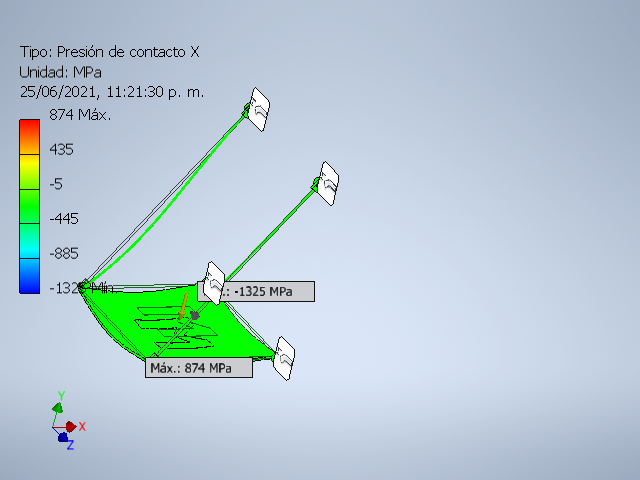 Tipo: Presión de contacto X
Unidad: MPa
25/06/2021, 11:21:30 p. m.
874 Máx.
435
-5
-445
-885
-1325 Mín.
.: -1325 MPa
Máx.: 874 MPa
Y
X
Z